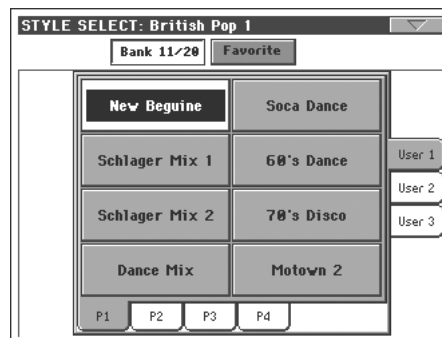 STYLE SELECT: British Pop 1
Bank 11/20 Favorite
New Beguine Soca Dance
Schlager Mix 1 60's Dance
User 1
User 2
Schlager Mix 2 70's Disco
User 3
Dance Mix Motown 2
P1 P2 P3 P4